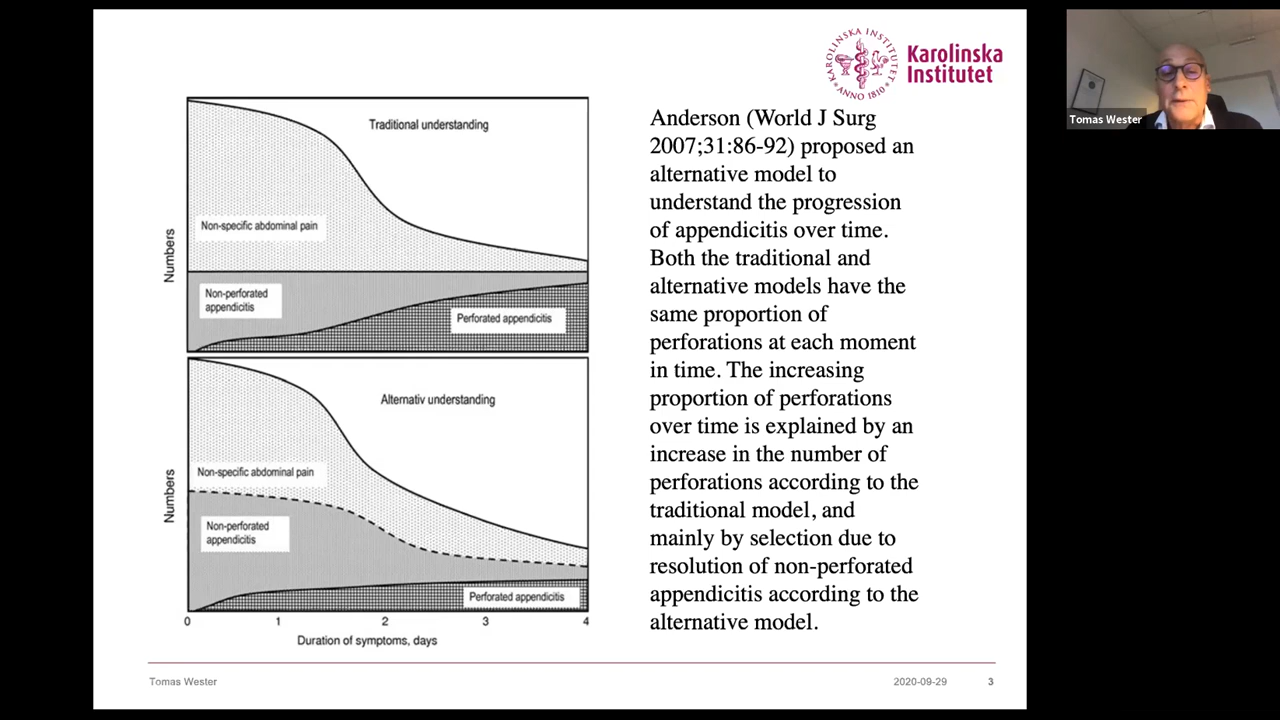 KAROLINSKA INSTITUTET
ANNO 1810
Karolinska
Institutet
Tomas Wester
Traditional understanding
Non-specific abdominal pain
Numbers
Non-perforated
appendicitis
Perforated appendicitis
Alternativ understanding
Non-specific abdominal pain
Numbers
Non-perforated
appendicitis
Perforated appendicitis
0 1 2 3 4
Duration of symptoms, days
Anderson (World J Surg
2007;31:86-92) proposed an
alternative model to
understand the progression
of appendicitis over time.
Both the traditional and
alternative models have the
same proportion of
perforations at each moment
in time. The increasing
proportion of perforations
over time is explained by an
increase in the number of
perforations according to the
traditional model, and
mainly by selection due to
resolution of non-perforated
appendicitis according to the
alternative model.
Tomas Wester 2020-09-29 3